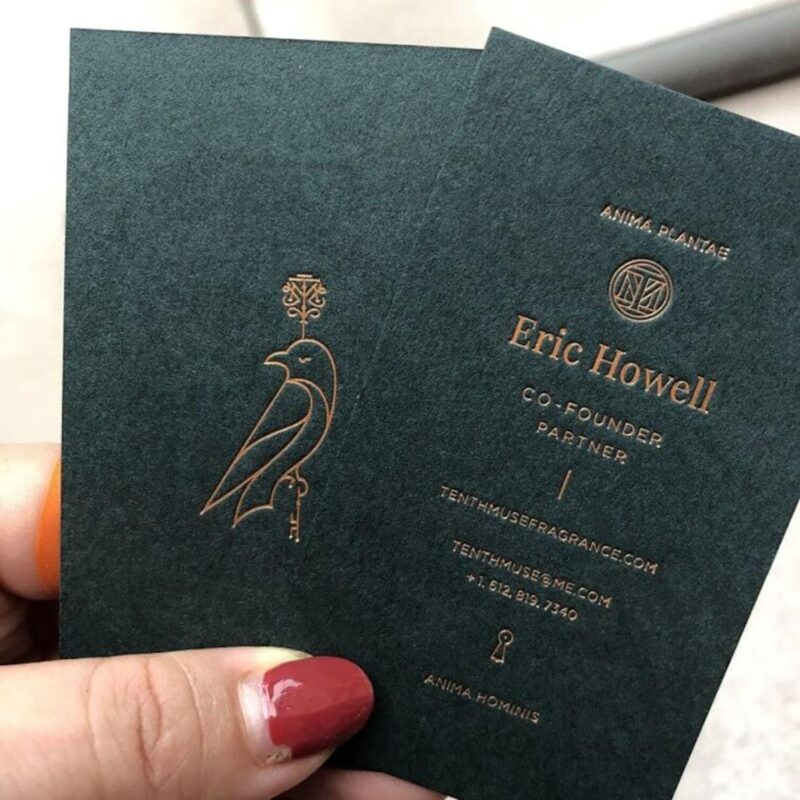 ANIMA PLANTAE
Eric Howell
CO-FOUNDER
PARTNER
TENTHMUSEFRAGRANCE.COM
TENTHMUSE@ME.COM
+1. 612. 819. 7340
ANIMA HOMINIS